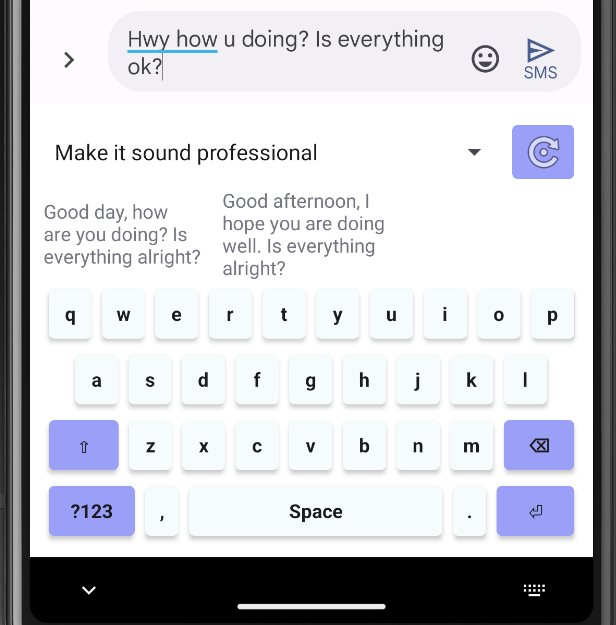 Hwy how u doing? Is everything
ok?
SMS
Make it sound professional
Good day, how
are you doing? Is
everything alright?
Good afternoon, I
hope you are doing
well. Is everything
alright?
q w e r t y u i o p
a s d f g h j k l
⇧ z x c v b n m ⌫
?123 , Space . ⏎